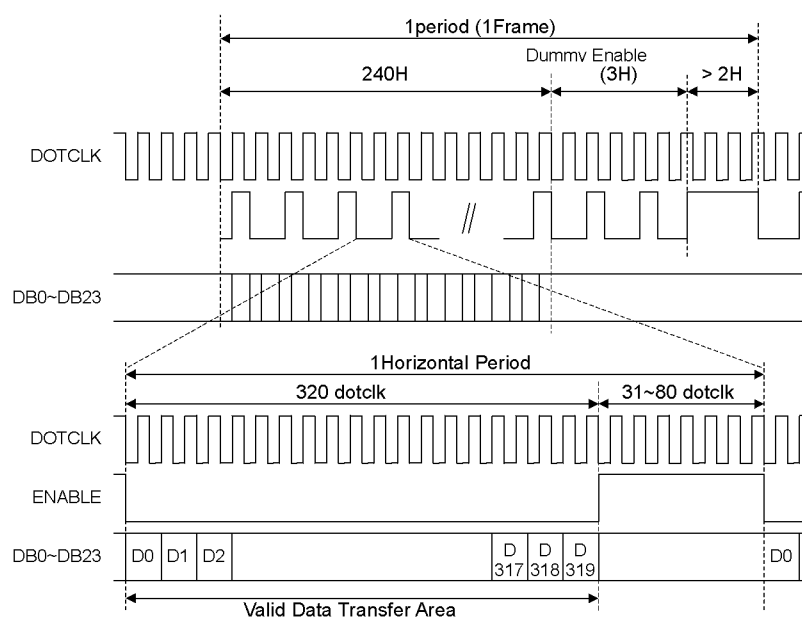 1period (1Frame)
Dummv Enable
240H
(3H)
> 2H
DOTCLK
//
DB0~DB23
1Horizontal Period
320 dotclk
31~80 dotclk
DOTCLK
ENABLE
DB0~DB23
D0
D1
D2
D
317
D
318
D
319
D0
Valid Data Transfer Area